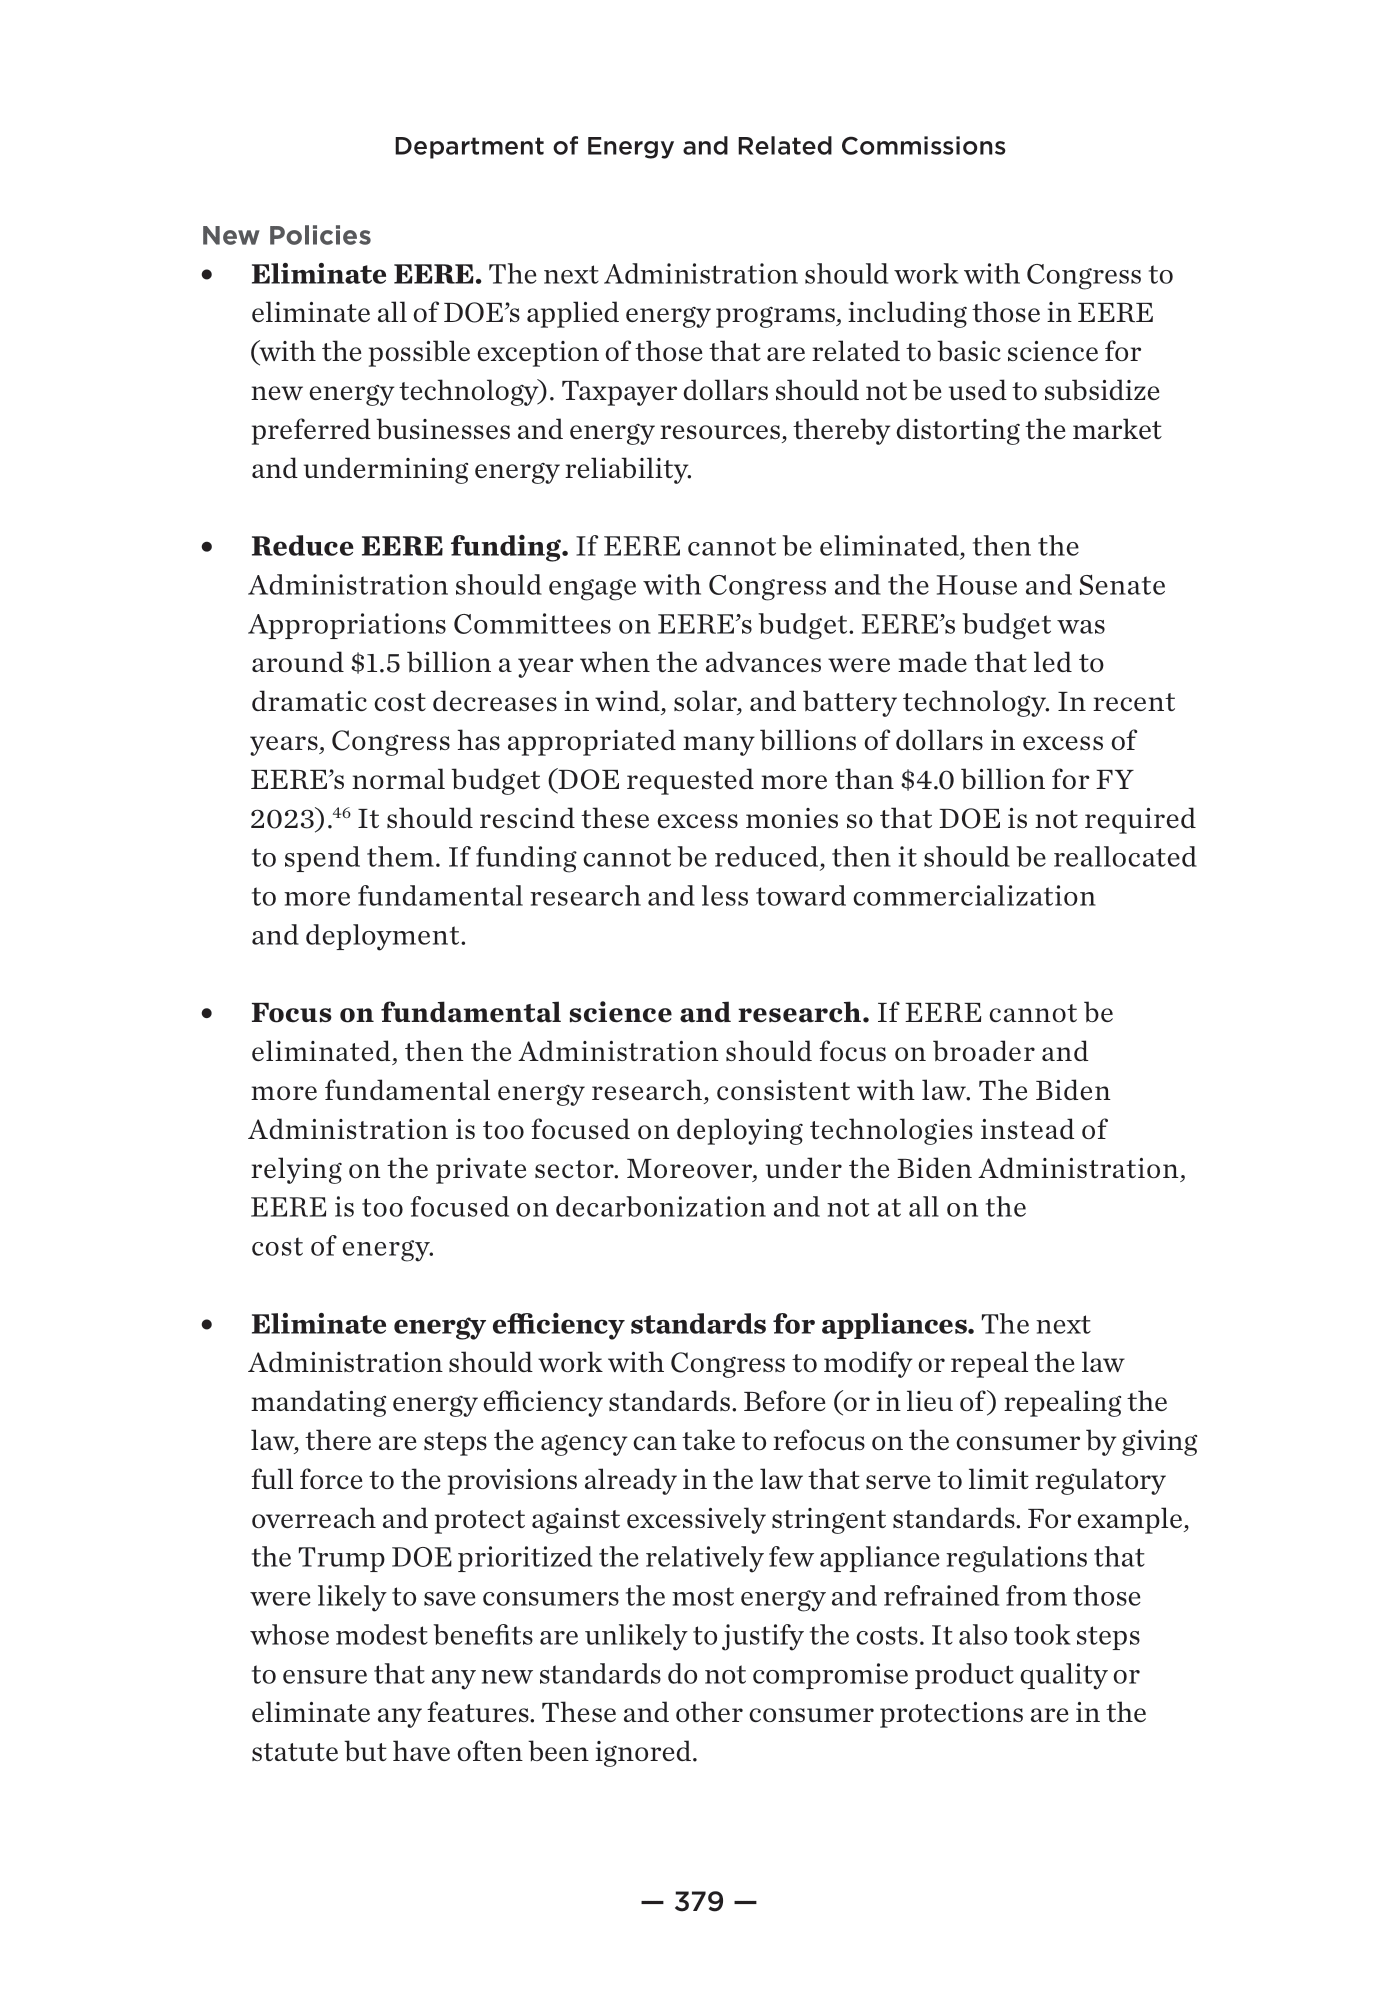 Department of Energy and Related Commissions
New Policies
• Eliminate EERE. The next Administration should work with Congress to
eliminate all of DOE’s applied energy programs, including those in EERE
(with the possible exception of those that are related to basic science for
new energy technology). Taxpayer dollars should not be used to subsidize
preferred businesses and energy resources, thereby distorting the market
and undermining energy reliability.
• Reduce EERE funding. If EERE cannot be eliminated, then the
Administration should engage with Congress and the House and Senate
Appropriations Committees on EERE’s budget. EERE’s budget was
around $1.5 billion a year when the advances were made that led to
dramatic cost decreases in wind, solar, and battery technology. In recent
years, Congress has appropriated many billions of dollars in excess of
EERE’s normal budget (DOE requested more than $4.0 billion for FY
2023).⁴⁶ It should rescind these excess monies so that DOE is not required
to spend them. If funding cannot be reduced, then it should be reallocated
to more fundamental research and less toward commercialization
and deployment.
• Focus on fundamental science and research. If EERE cannot be
eliminated, then the Administration should focus on broader and
more fundamental energy research, consistent with law. The Biden
Administration is too focused on deploying technologies instead of
relying on the private sector. Moreover, under the Biden Administration,
EERE is too focused on decarbonization and not at all on the
cost of energy.
• Eliminate energy efficiency standards for appliances. The next
Administration should work with Congress to modify or repeal the law
mandating energy efficiency standards. Before (or in lieu of) repealing the
law, there are steps the agency can take to refocus on the consumer by giving
full force to the provisions already in the law that serve to limit regulatory
overreach and protect against excessively stringent standards. For example,
the Trump DOE prioritized the relatively few appliance regulations that
were likely to save consumers the most energy and refrained from those
whose modest benefits are unlikely to justify the costs. It also took steps
to ensure that any new standards do not compromise product quality or
eliminate any features. These and other consumer protections are in the
statute but have often been ignored.
— 379 —